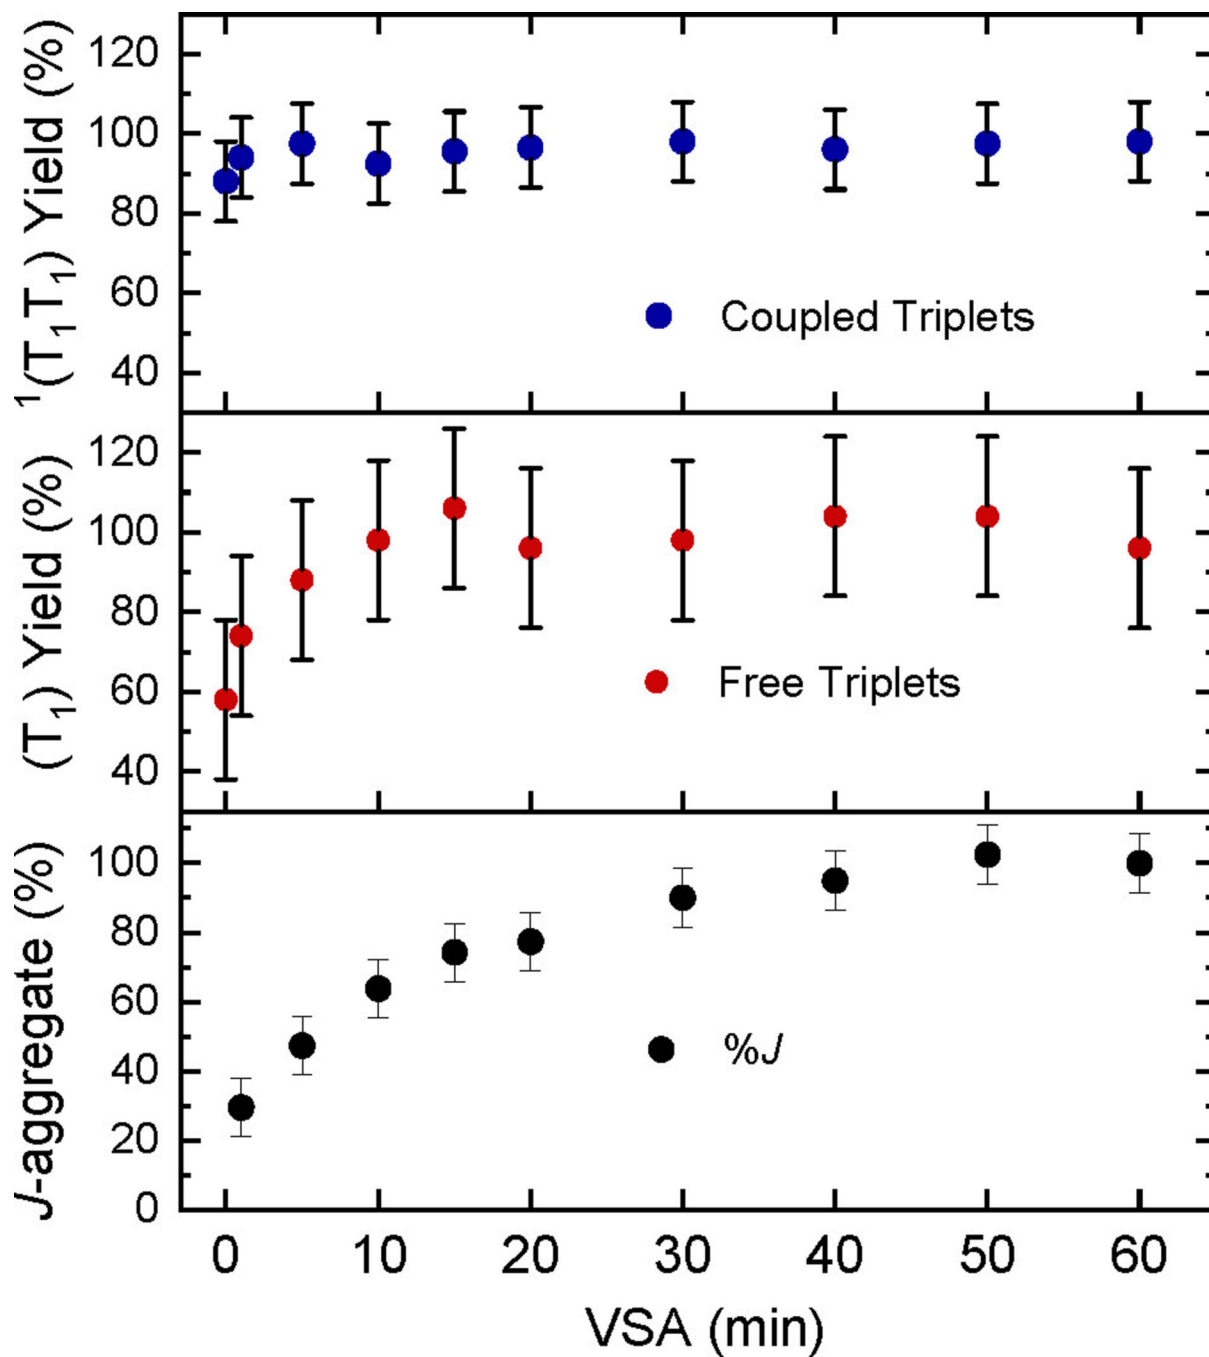 ¹(T₁T₁) Yield (%)
120
100
80
60
40
Coupled Triplets
(T₁) Yield (%)
120
100
80
60
40
Free Triplets
J-aggregate (%)
100
80
60
40
20
0
%J
0 10 20 30 40 50 60
VSA (min)